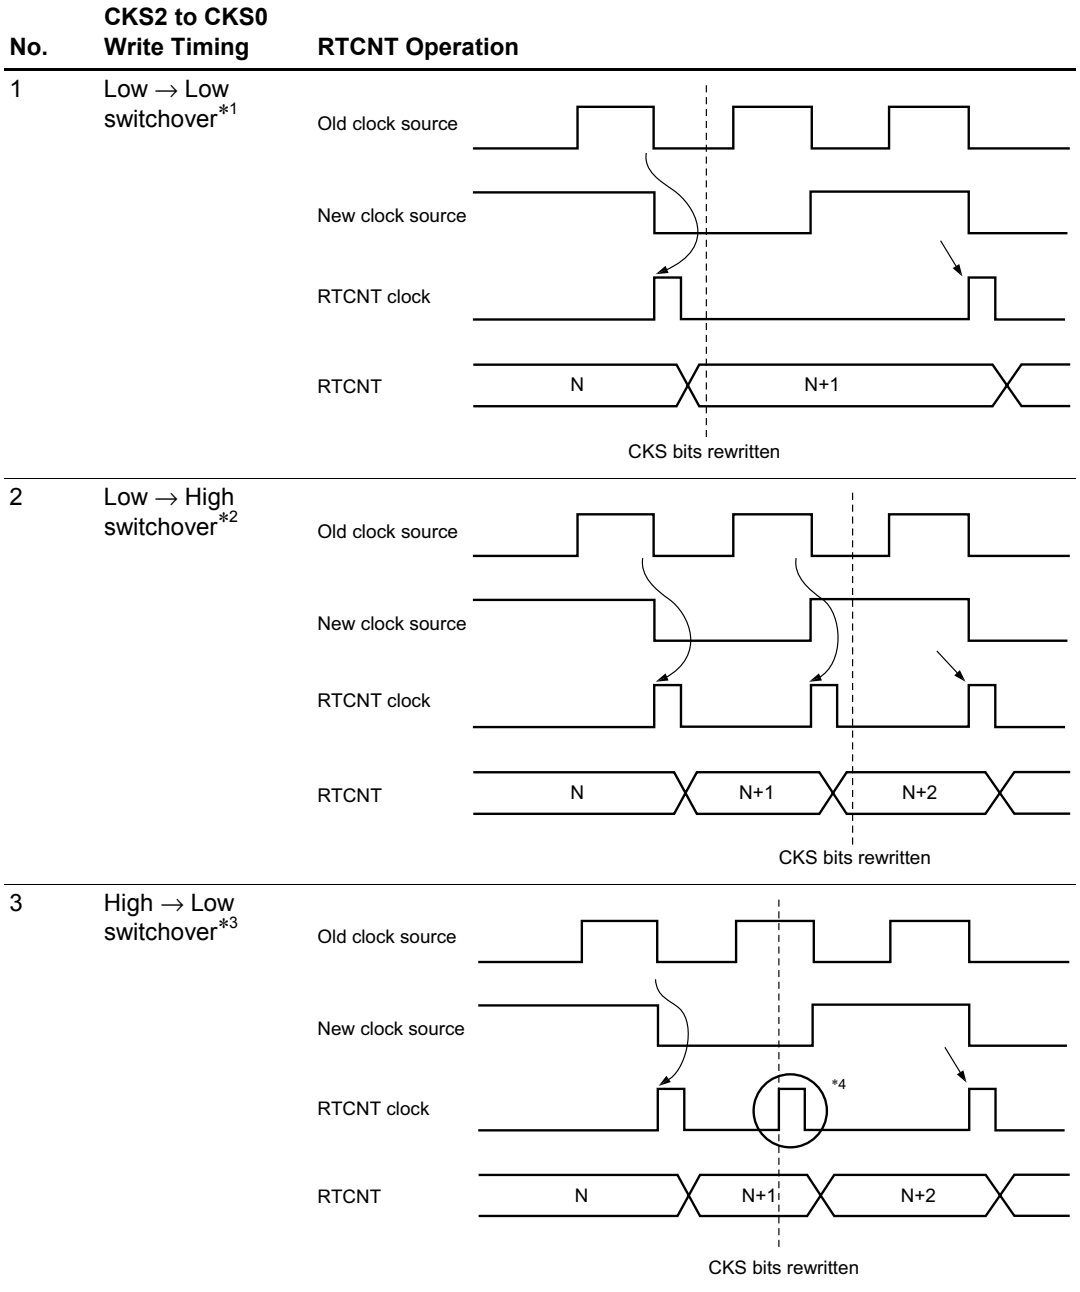 CKS2 to CKS0
No. Write Timing RTCNT Operation
1 Low → Low
switchover*1
Old clock source
New clock source
RTCNT clock
RTCNT N N+1
CKS bits rewritten
2 Low → High
switchover*2
Old clock source
New clock source
RTCNT clock
RTCNT N N+1 N+2
CKS bits rewritten
3 High → Low
switchover*3
Old clock source
New clock source
*4
RTCNT clock
RTCNT N N+1 N+2
CKS bits rewritten